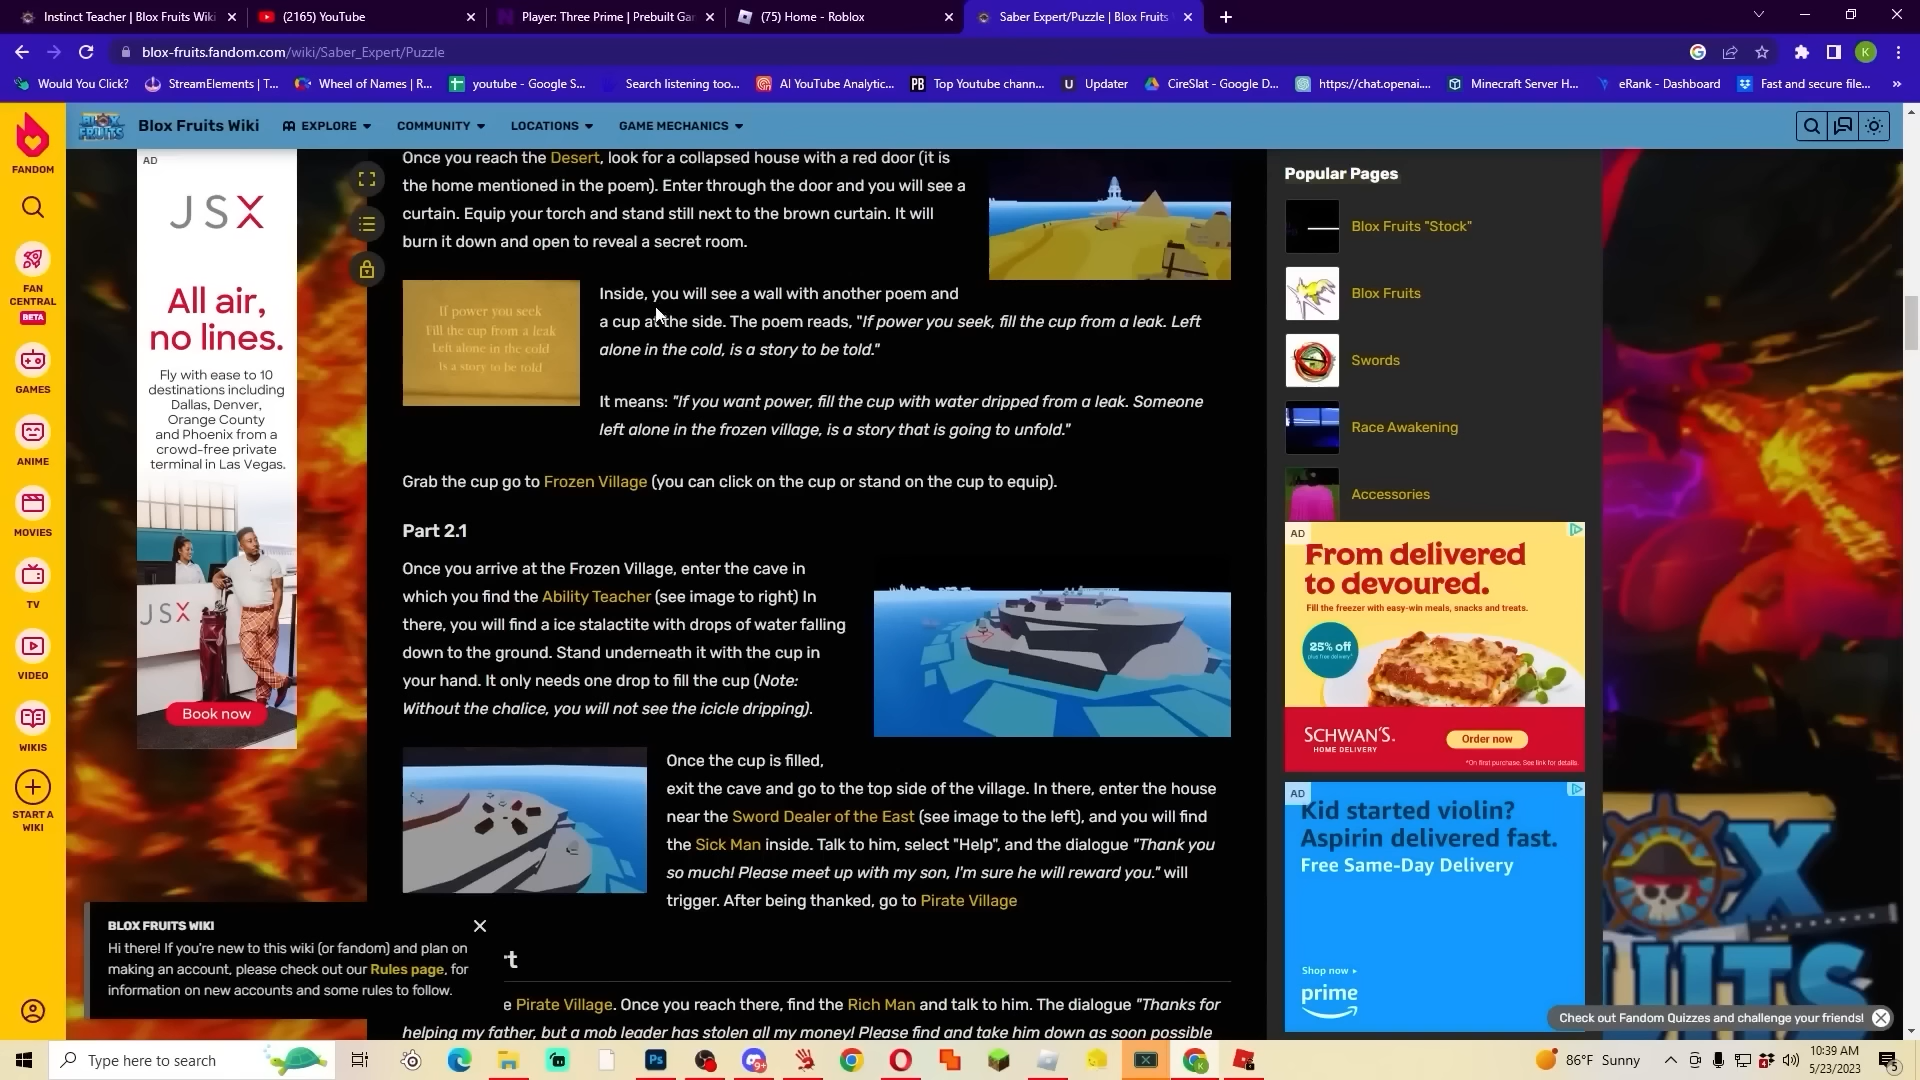 Instinct Teacher | Blox Fruits Wiki
(2165) YouTube
Player: Three Prime | Prebuilt Gar
(75) Home - Roblox
Saber Expert/Puzzle | Blox Fruits
blox-fruits.fandom.com/wiki/Saber_Expert/Puzzle
K
Would You Click?
StreamElements | T...
Wheel of Names | R...
youtube - Google S...
Search listening too...
AI YouTube Analytic...
PB Top Youtube chann...
U Updater
CireSlat - Google D...
https://chat.openai....
Minecraft Server H...
eRank - Dashboard
Fast and secure file...
»
BLOX FRUITS
Blox Fruits Wiki
EXPLORE
COMMUNITY
LOCATIONS
GAME MECHANICS
FANDOM
FAN
CENTRAL
BETA
GAMES
ANIME
MOVIES
TV
VIDEO
WIKIS
START A
WIKI
AD
JSX
All air,
no lines.
Fly with ease to 10
destinations including
Dallas, Denver,
Orange County
and Phoenix from a
crowd-free private
terminal in Las Vegas.
JSX
Book now
Once you reach the Desert, look for a collapsed house with a red door (it is
the home mentioned in the poem). Enter through the door and you will see a
curtain. Equip your torch and stand still next to the brown curtain. It will
burn it down and open to reveal a secret room.
If power you seek
Fill the cup from a leak
Left alone in the cold
Is a story to be told
Inside, you will see a wall with another poem and
a cup at the side. The poem reads, "If power you seek, fill the cup from a leak. Left
alone in the cold, is a story to be told."
It means: "If you want power, fill the cup with water dripped from a leak. Someone
left alone in the frozen village, is a story that is going to unfold."
Grab the cup go to Frozen Village (you can click on the cup or stand on the cup to equip).
Part 2.1
Once you arrive at the Frozen Village, enter the cave in
which you find the Ability Teacher (see image to right) In
there, you will find a ice stalactite with drops of water falling
down to the ground. Stand underneath it with the cup in
your hand. It only needs one drop to fill the cup (Note:
Without the chalice, you will not see the icicle dripping).
Once the cup is filled,
exit the cave and go to the top side of the village. In there, enter the house
near the Sword Dealer of the East (see image to the left), and you will find
the Sick Man inside. Talk to him, select "Help", and the dialogue "Thank you
so much! Please meet up with my son, I'm sure he will reward you." will
trigger. After being thanked, go to Pirate Village
rt
e Pirate Village. Once you reach there, find the Rich Man and talk to him. The dialogue "Thanks for
helping my father, but a mob leader has stolen all my money! Please find and take him down as soon possible
BLOX FRUITS WIKI
Hi there! If you're new to this wiki (or fandom) and plan on
making an account, please check out our Rules page, for
information on new accounts and some rules to follow.
Popular Pages
Blox Fruits "Stock"
Blox Fruits
Swords
Race Awakening
Accessories
AD
From delivered
to devoured.
Fill the freezer with easy-win meals, snacks and treats.
25% off
plus free delivery*
SCHWAN'S.
HOME DELIVERY
Order now
*On first purchase. See link for details.
AD
Kid started violin?
Aspirin delivered fast.
Free Same-Day Delivery
Shop now
prime
OX
UITS
Check out Fandom Quizzes and challenge your friends!
Type here to search
9+
86°F Sunny
10:39 AM
5/23/2023
5